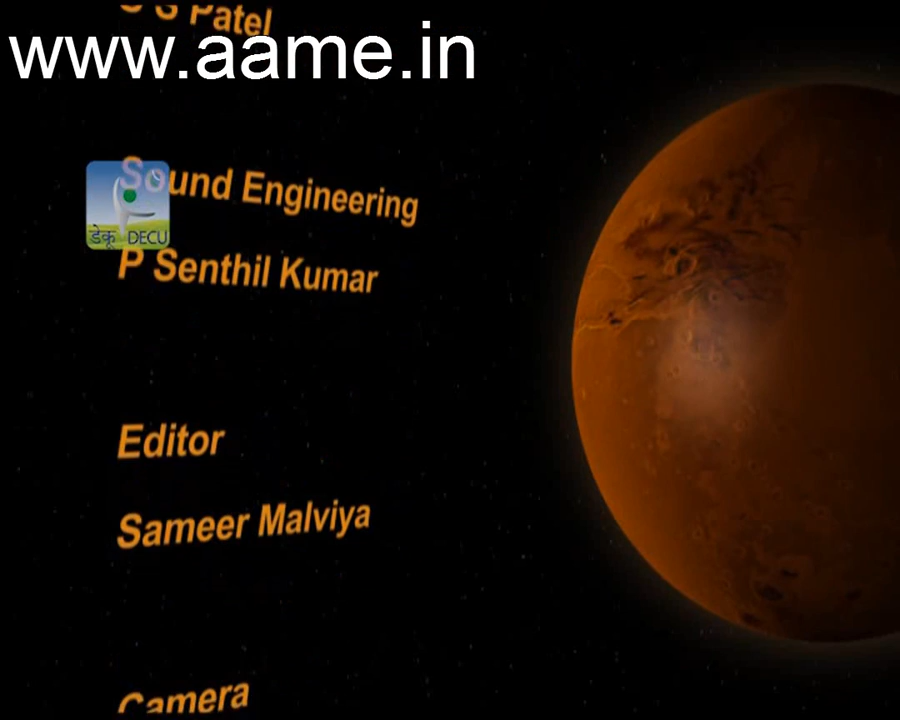 S Patel
www.aame.in
Sound Engineering
डेकू DECU
P Senthil Kumar
Editor
Sameer Malviya
Camera